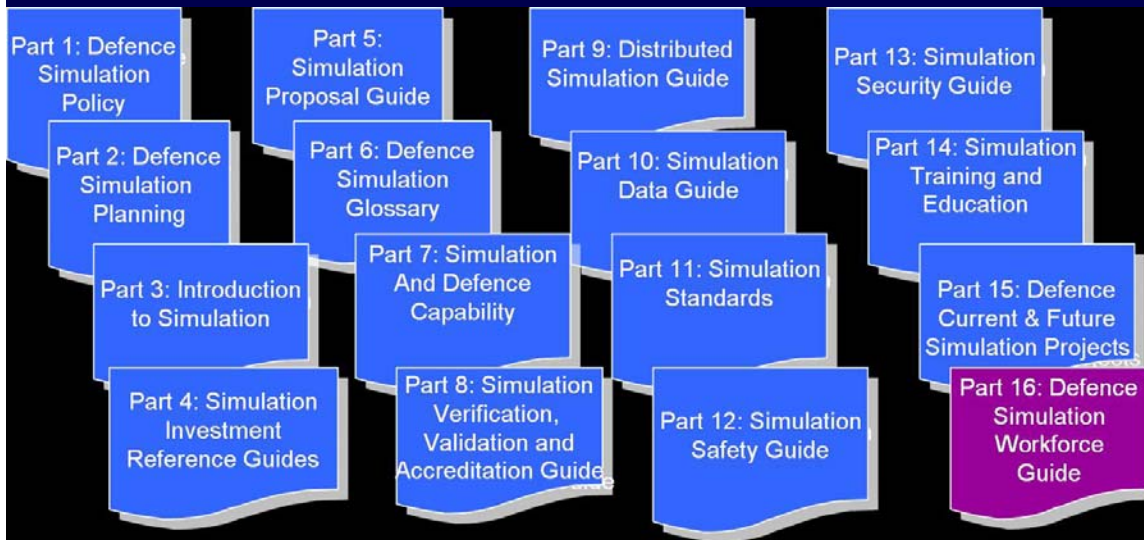 Part 1: Defence
Simulation
Policy
Part 2: Defence
Simulation
Planning
Part 3: Introduction
to Simulation
Part 4: Simulation
Investment
Reference Guides
Part 5:
Simulation
Proposal Guide
Part 6: Defence
Simulation
Glossary
Part 7: Simulation
And Defence
Capability
Part 8: Simulation
Verification,
Validation and
Accreditation Guide
Part 9: Distributed
Simulation Guide
Part 10: Simulation
Data Guide
Part 11: Simulation
Standards
Part 12: Simulation
Safety Guide
Part 13: Simulation
Security Guide
Part 14: Simulation
Training and
Education
Part 15: Defence
Current & Future
Simulation Projects
Part 16: Defence
Simulation
Workforce
Guide